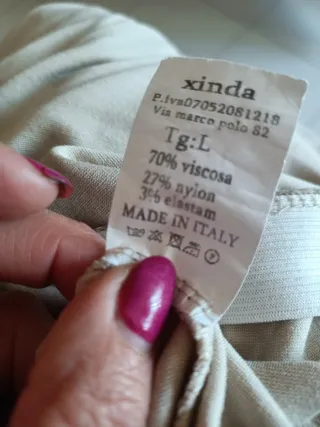 xinda
P.iva07052081218
Via marco polo 82
Tg:L
70% viscosa
27% nylon
3% elastam
MADE IN ITALY